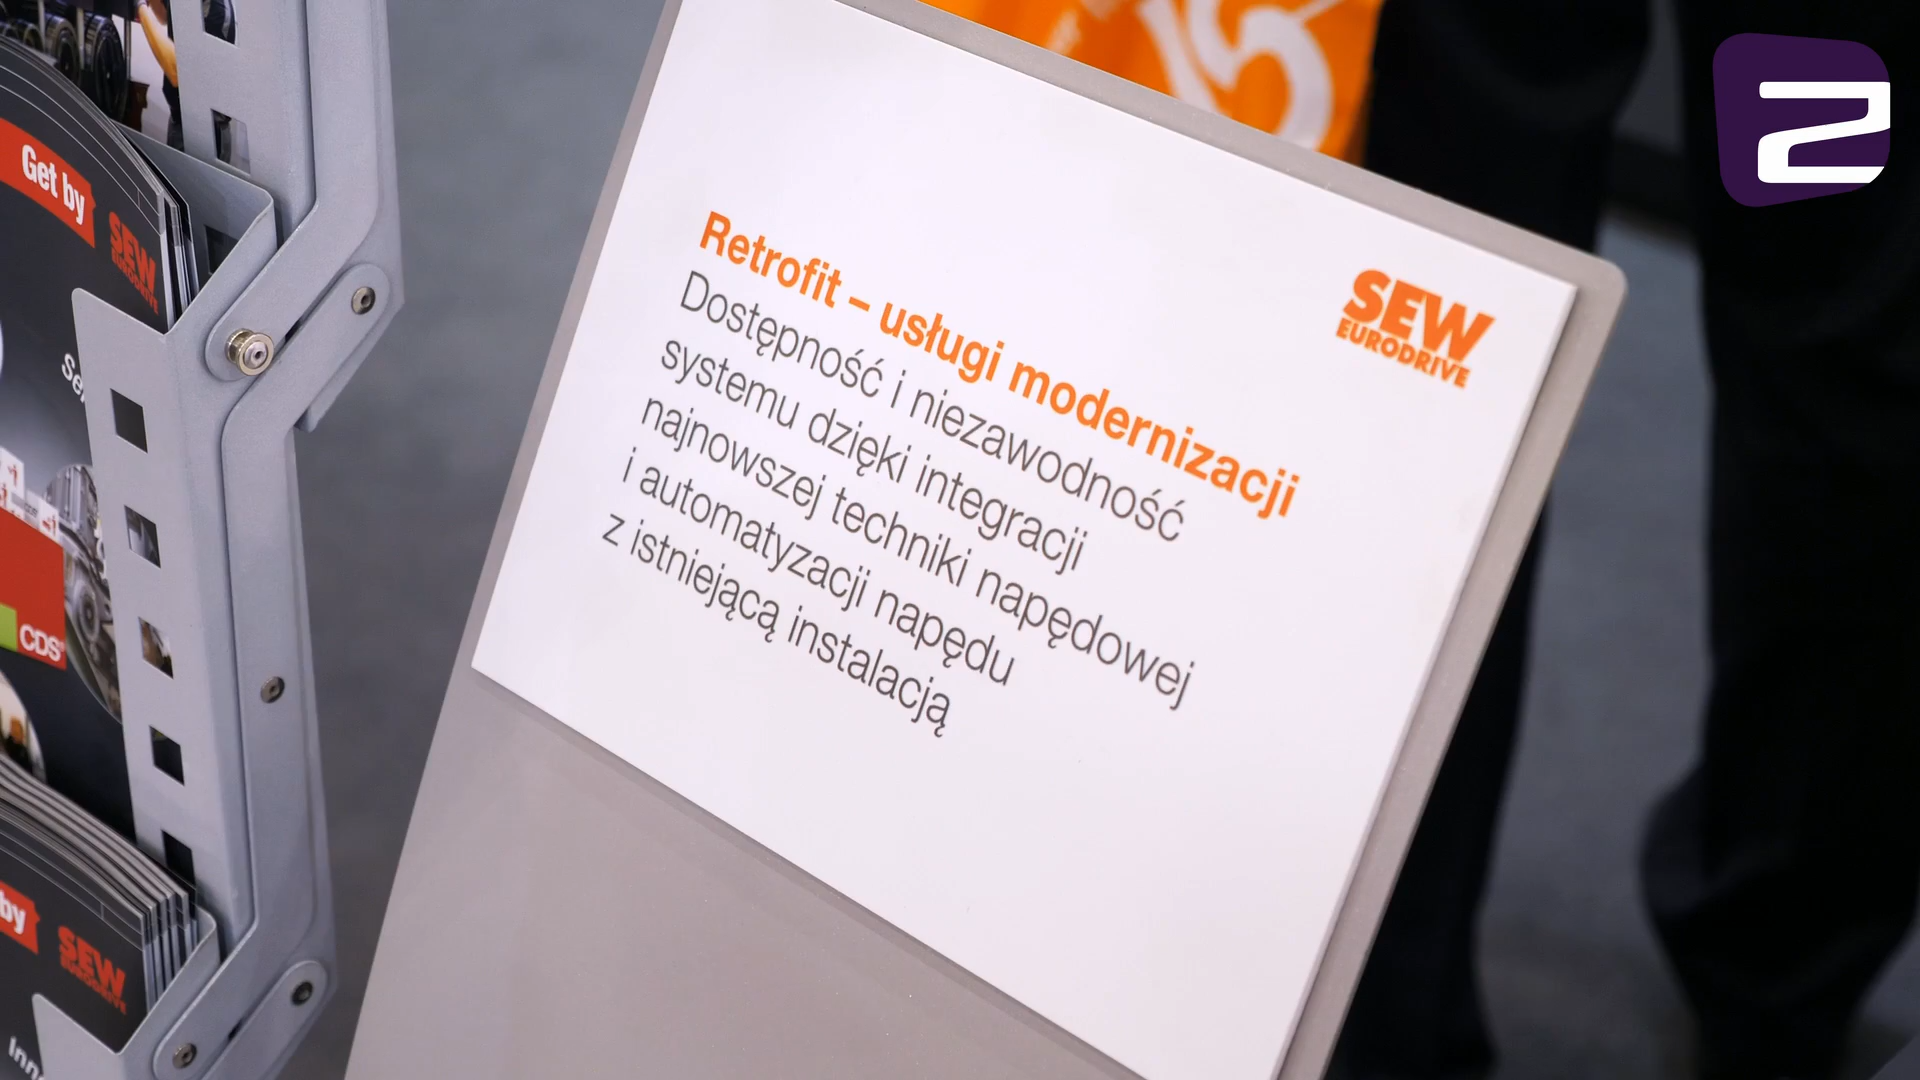 Retrofit – usługi modernizacji
Dostępność i niezawodność
systemu dzięki integracji
najnowszej techniki napędowej
i automatyzacji napędu
z istniejącą instalacją
SEW
EURODRIVE
Get by
SEW
EURODRIVE
CDS
by
SEW
EURODRIVE
15